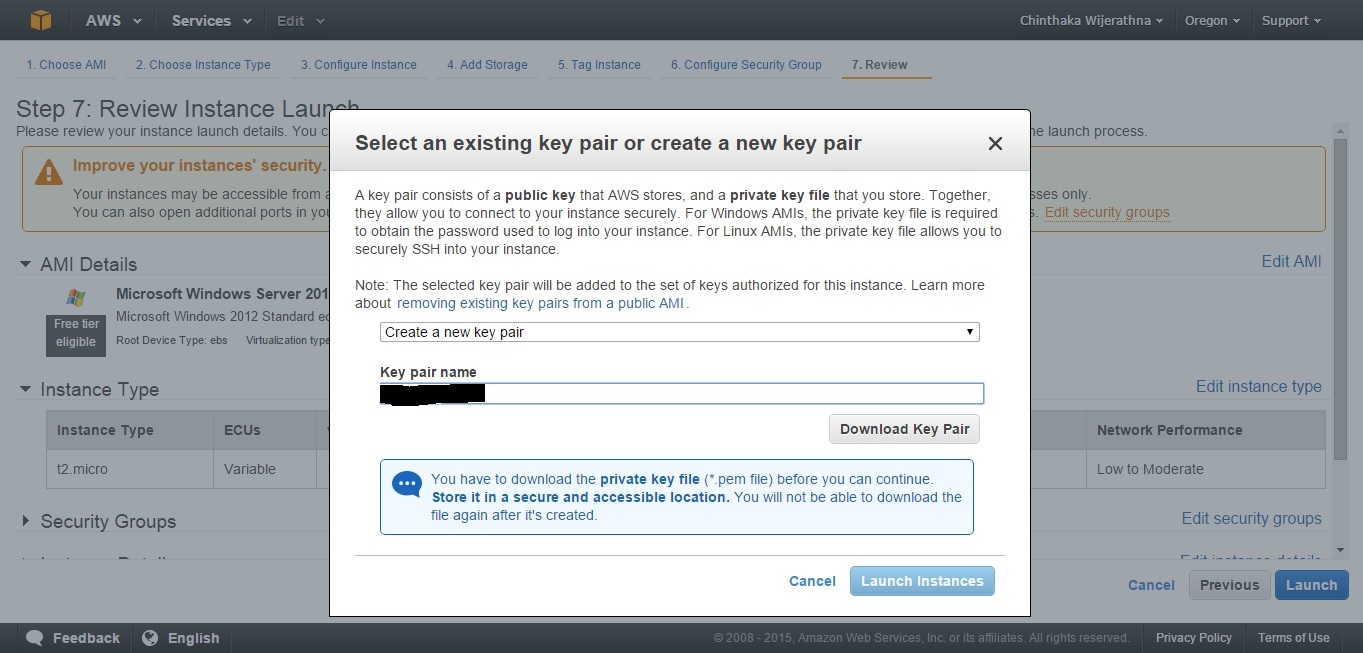 AWS Services Edit Chinthaka Wijerathna Oregon Support
1. Choose AMI 2. Choose Instance Type 3. Configure Instance 4. Add Storage 5. Tag Instance 6. Configure Security Group 7. Review
Step 7: Review Instance Launch
Please review your instance launch details. You c
he launch process.
Improve your instances' security.
Your instances may be accessible from a
sses only.
You can also open additional ports in you
s. Edit security groups
AMI Details
Edit AMI
Microsoft Windows Server 201
Free tier
eligible
Microsoft Windows 2012 Standard ed
Root Device Type: ebs Virtualization type
Instance Type
Edit instance type
Instance Type ECUs
Network Performance
t2.micro Variable
Low to Moderate
Security Groups
Edit security groups
Edit instance details
Cancel Previous Launch
Select an existing key pair or create a new key pair
A key pair consists of a public key that AWS stores, and a private key file that you store. Together,
they allow you to connect to your instance securely. For Windows AMIs, the private key file is required
to obtain the password used to log into your instance. For Linux AMIs, the private key file allows you to
securely SSH into your instance.
Note: The selected key pair will be added to the set of keys authorized for this instance. Learn more
about removing existing key pairs from a public AMI .
Create a new key pair
Key pair name
Download Key Pair
You have to download the private key file (*.pem file) before you can continue.
Store it in a secure and accessible location. You will not be able to download the
file again after it's created.
Cancel Launch Instances
Feedback English © 2008 - 2015, Amazon Web Services, Inc. or its affiliates. All rights reserved. Privacy Policy Terms of Use